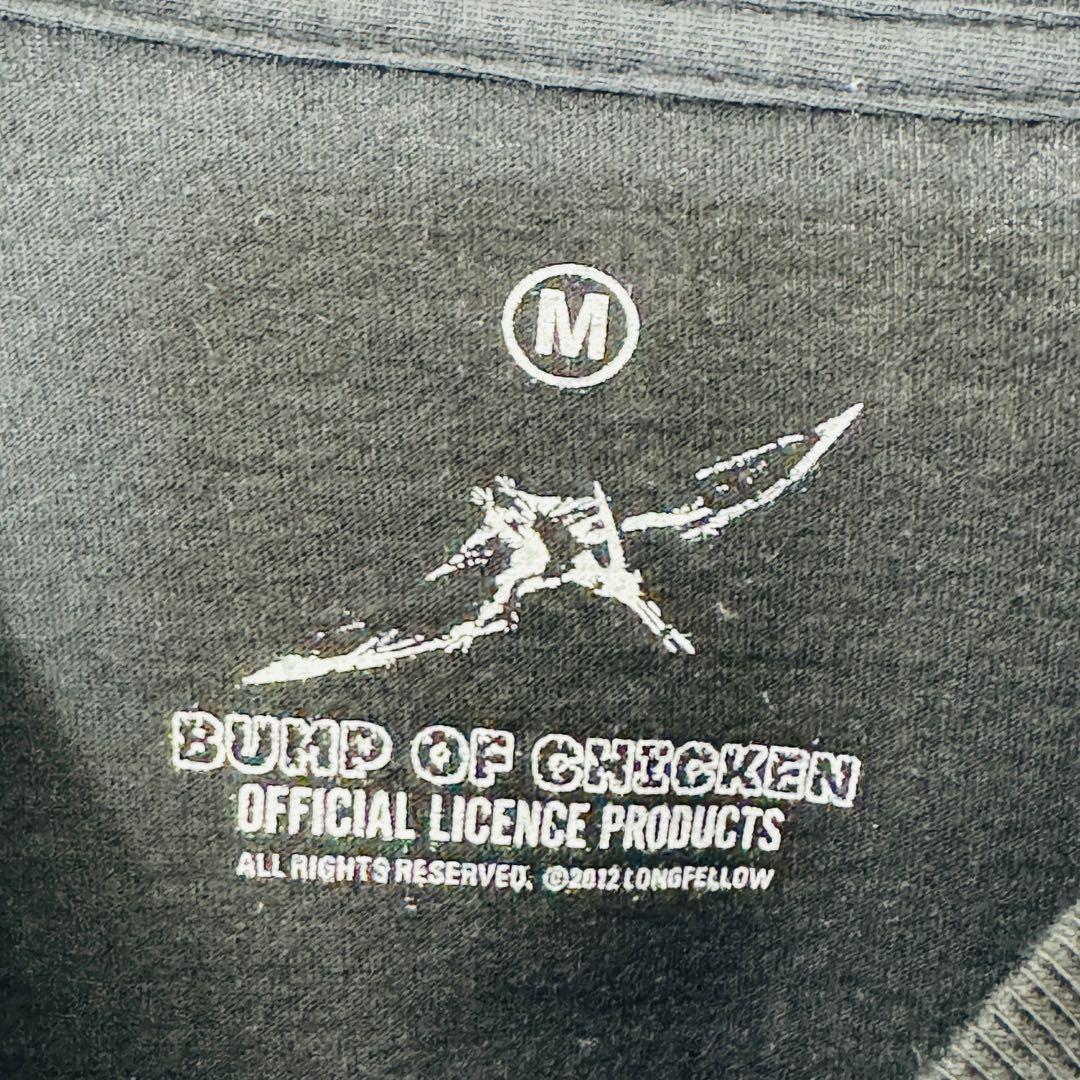 M
BUMP OF CHICKEN
OFFICIAL LICENCE PRODUCTS
ALL RIGHTS RESERVED. ©2012 LONGFELLOW